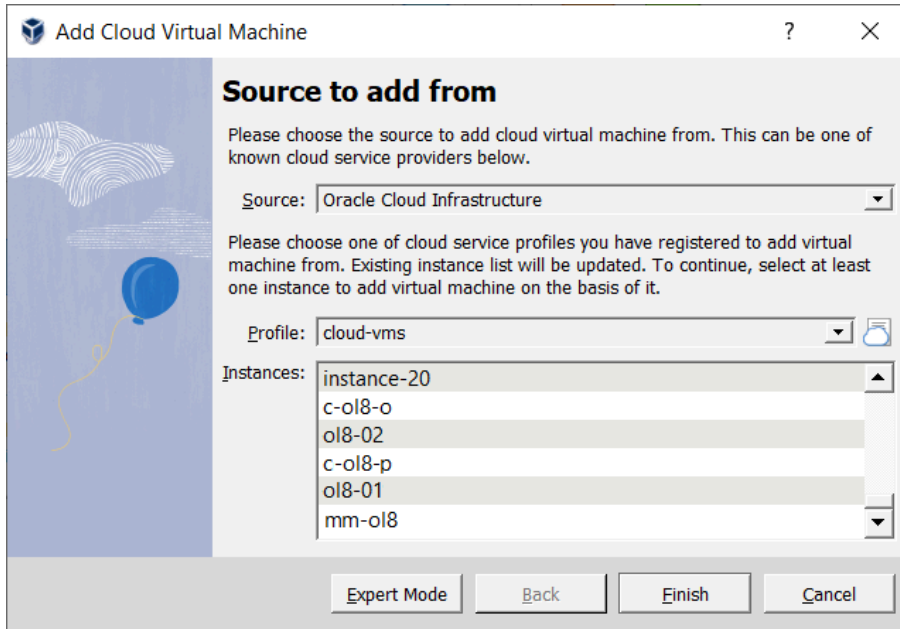 Add Cloud Virtual Machine
?
Source to add from
Please choose the source to add cloud virtual machine from. This can be one of
known cloud service providers below.
Source: Oracle Cloud Infrastructure
Please choose one of cloud service profiles you have registered to add virtual
machine from. Existing instance list will be updated. To continue, select at least
one instance to add virtual machine on the basis of it.
Profile: cloud-vms
Instances: instance-20
c-ol8-o
ol8-02
c-ol8-p
ol8-01
mm-ol8
Expert Mode Back Finish Cancel